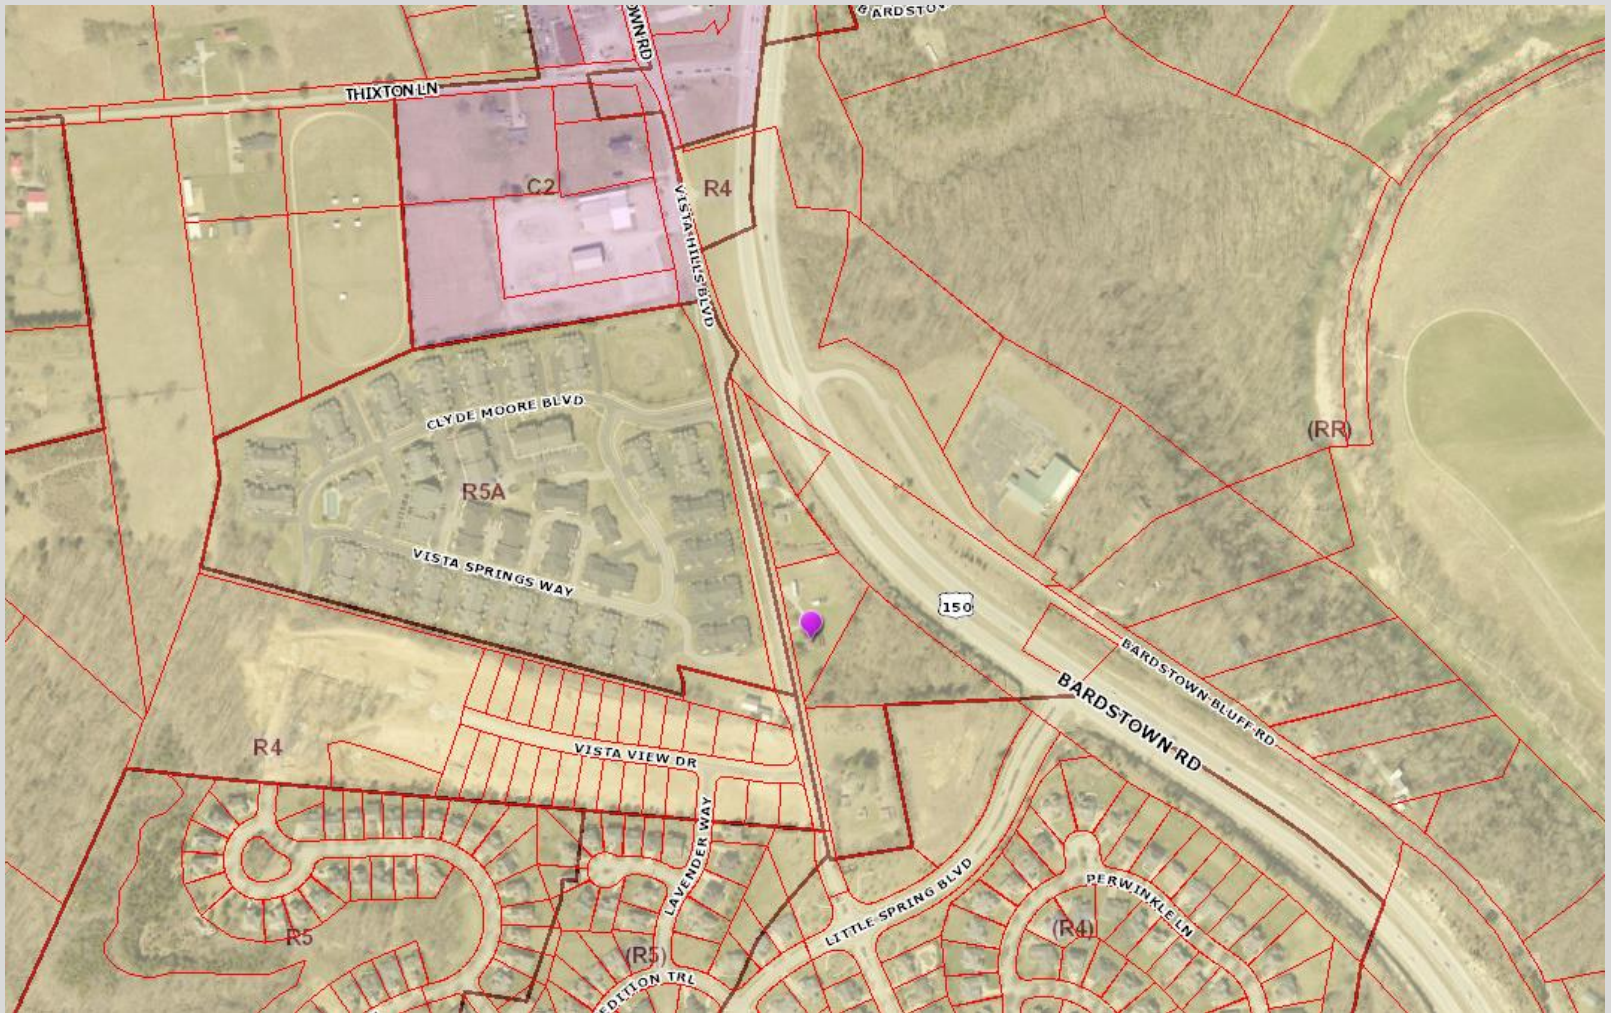 OWN RD
BARDSTOV
THIXTON LN
C2
R4
VISTA HILLS BLVD
CLYDE MOORE BLVD
(RR)
R5A
VISTA SPRINGS WAY
150
BARDSTOWN BLUFF RD
BARDSTOWN RD
R4
VISTA VIEW DR
LAVENDER WAY
PERWINKLE LN
LITTLE SPRING BLVD
(R4)
R5
(R5)
EDITION TRL